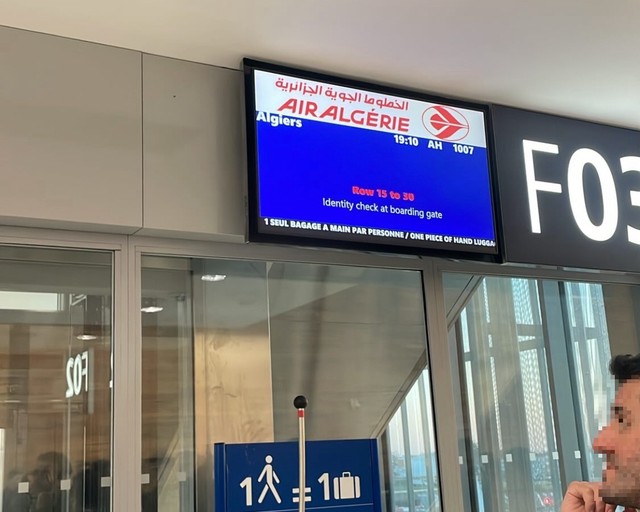 الخطوط الجوية الجزائرية
AIR ALGÉRIE
Algiers
19:10 AH 1007
Row 15 to 30
Identity check at boarding gate
1 SEUL BAGAGE A MAIN PAR PERSONNE / ONE PIECE OF HAND LUGGA
F03
F02
1 = 1